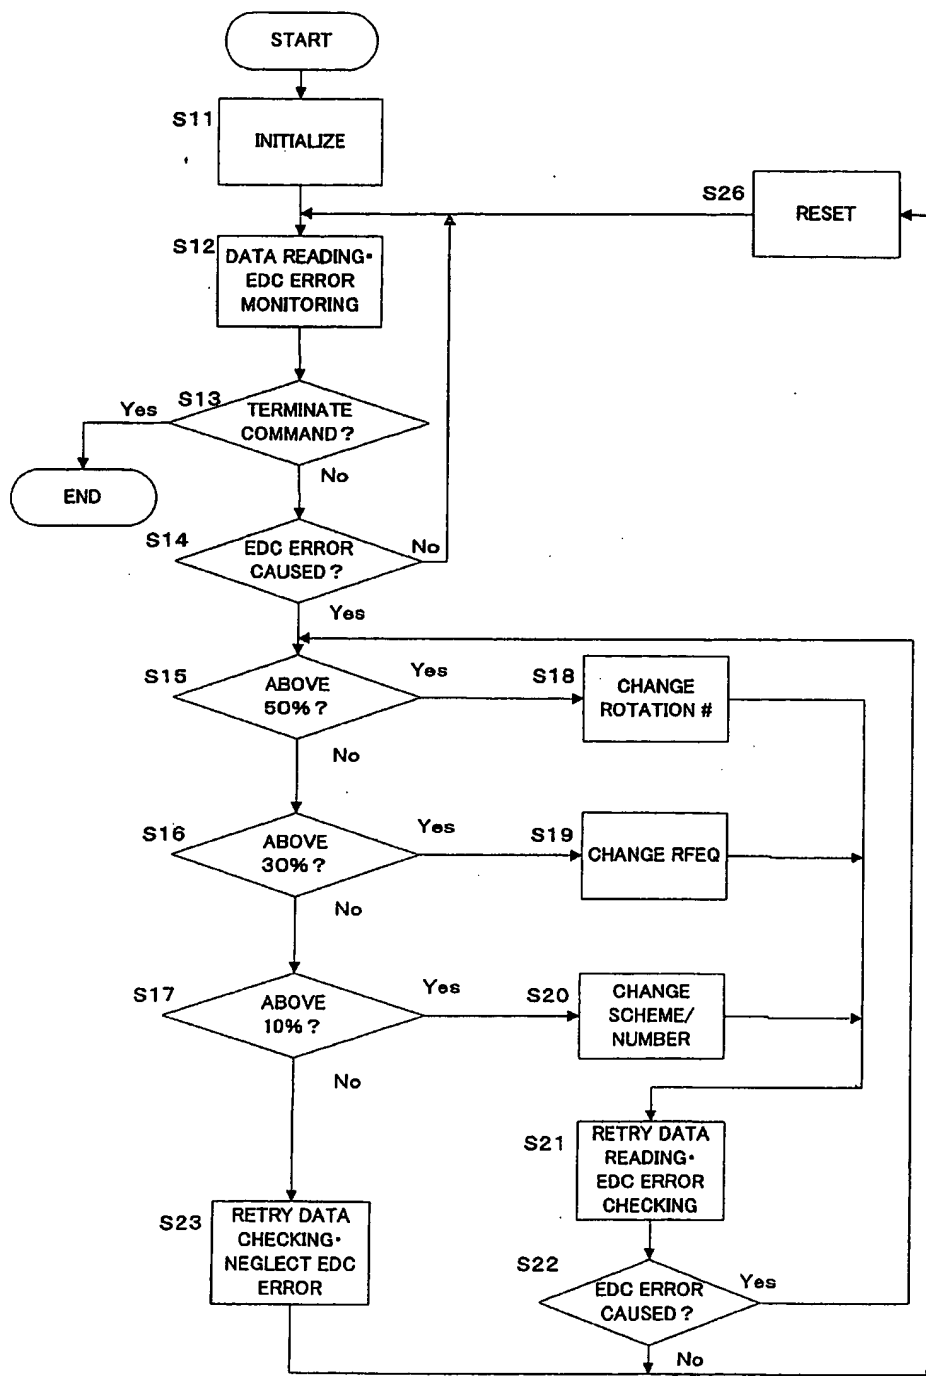 START
S11
INITIALIZE
S26
RESET
S12
DATA READING·
EDC ERROR
MONITORING
S13
Yes
TERMINATE
COMMAND?
No
END
S14
EDC ERROR
CAUSED?
No
Yes
S15
ABOVE
50%?
Yes
S18
CHANGE
ROTATION #
No
S16
ABOVE
30%?
Yes
S19
CHANGE RFEQ
No
S17
ABOVE
10%?
Yes
S20
CHANGE
SCHEME/
NUMBER
No
S21
RETRY DATA
READING·
EDC ERROR
CHECKING
S23
RETRY DATA
CHECKING·
NEGLECT EDC
ERROR
S22
EDC ERROR
CAUSED?
Yes
No